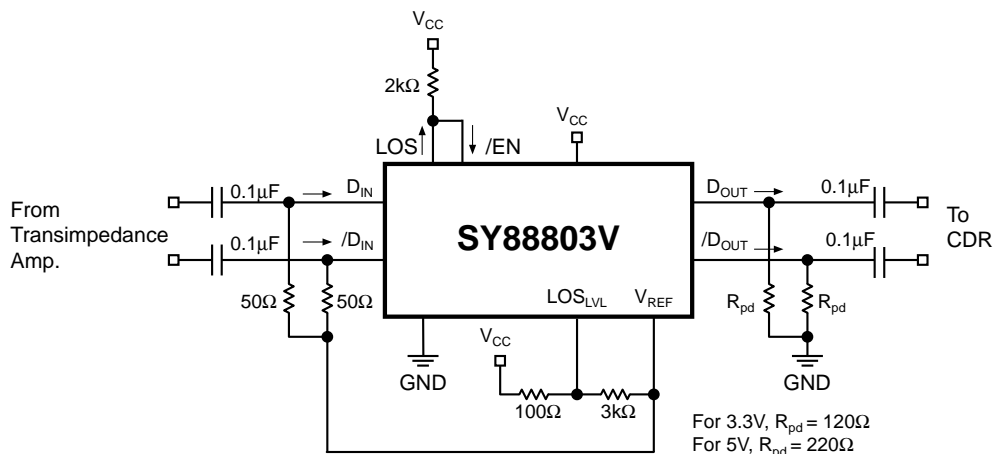 VCC
2kΩ
VCC
LOS
/EN
0.1µF
DIN
DOUT
0.1µF
From
Transimpedance
Amp.
SY88803V
To
CDR
0.1µF
/DIN
/DOUT
0.1µF
50Ω
50Ω
LOSLVL
VREF
Rpd
Rpd
VCC
GND
GND
100Ω
3kΩ
For 3.3V, Rpd = 120Ω
For 5V, Rpd = 220Ω